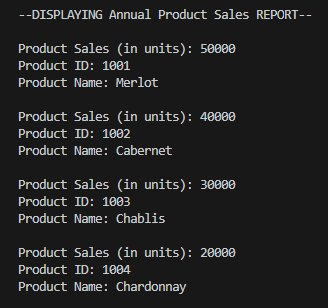 --DISPLAYING Annual Product Sales REPORT--
Product Sales (in units): 50000
Product ID: 1001
Product Name: Merlot
Product Sales (in units): 40000
Product ID: 1002
Product Name: Cabernet
Product Sales (in units): 30000
Product ID: 1003
Product Name: Chablis
Product Sales (in units): 20000
Product ID: 1004
Product Name: Chardonnay